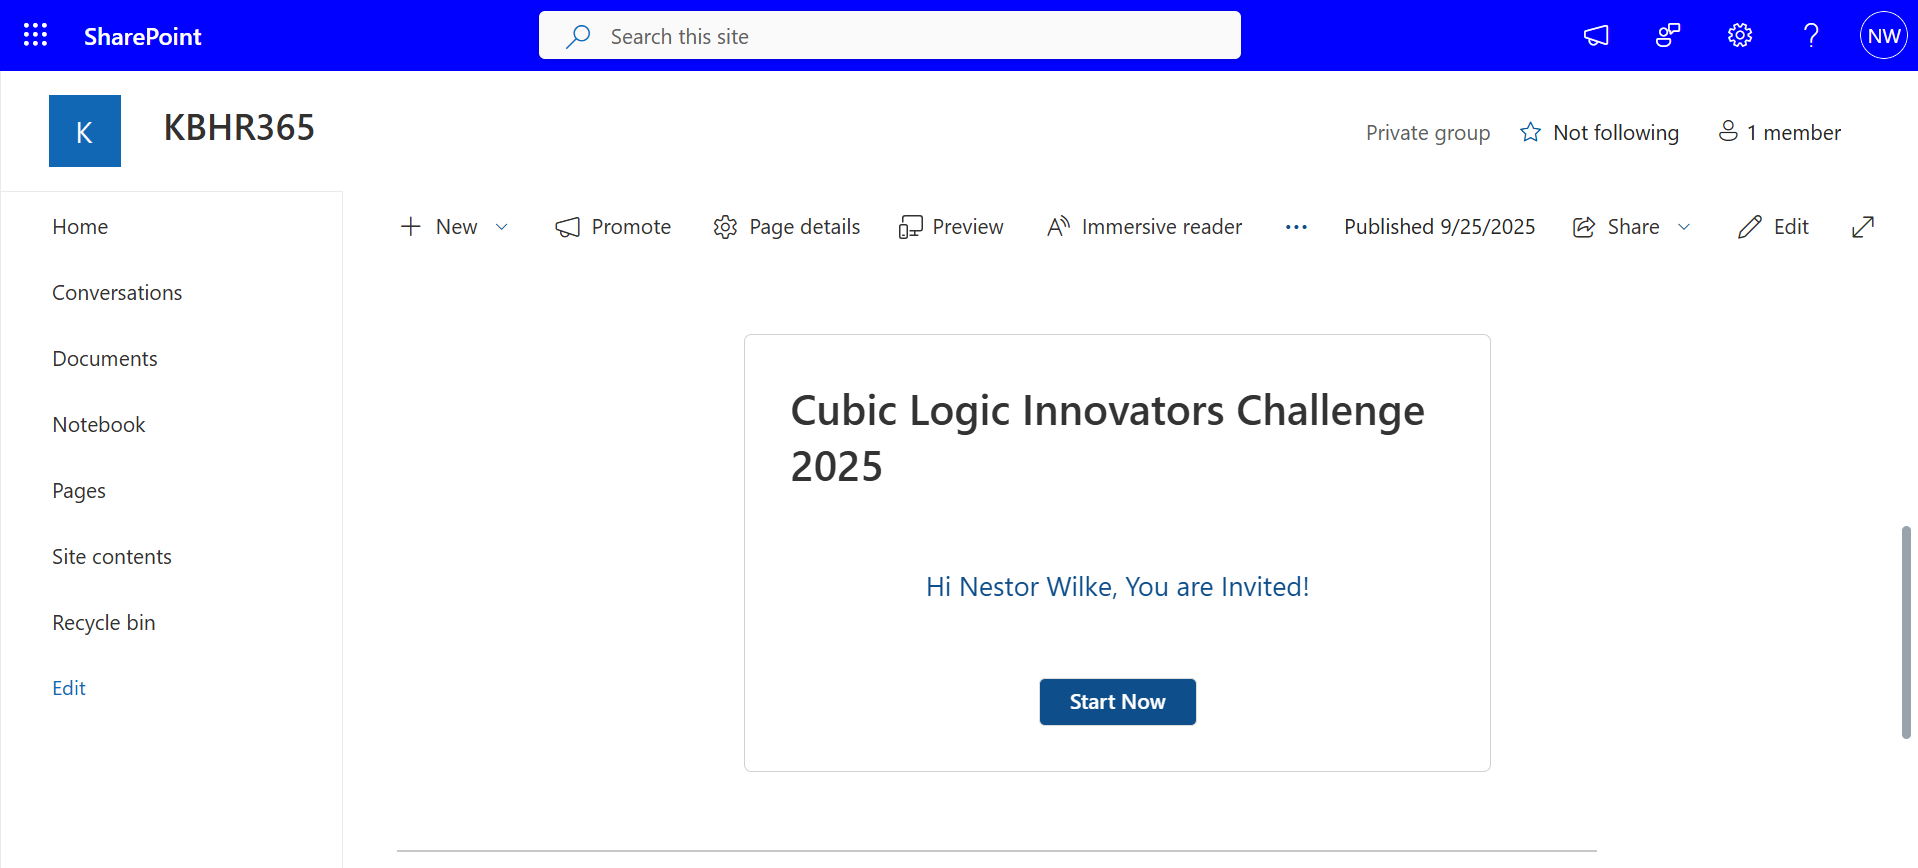 SharePoint
Search this site
NW
K
KBHR365
Private group
Not following
1 member
Home
Conversations
Documents
Notebook
Pages
Site contents
Recycle bin
Edit
New
Promote
Page details
Preview
Immersive reader
Published 9/25/2025
Share
Edit
Cubic Logic Innovators Challenge
2025
Hi Nestor Wilke, You are Invited!
Start Now